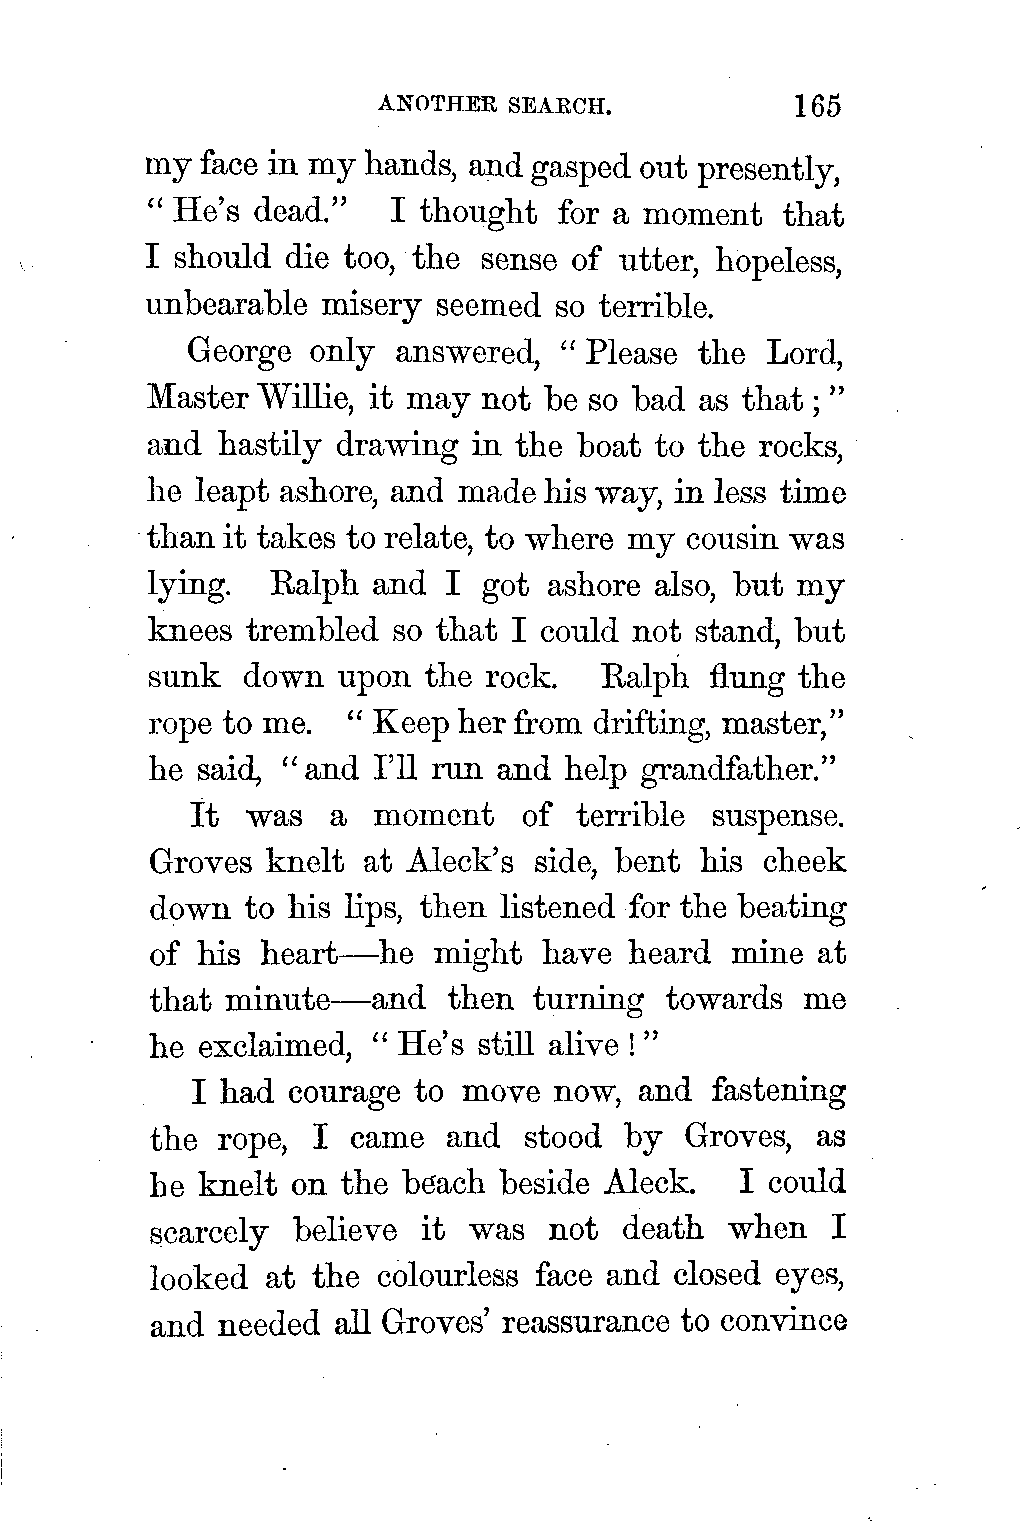 ANOTHER SEARCH. 165
my face in my hands, and gasped out presently,
“ He’s dead.” I thought for a moment that
I should die too, the sense of utter, hopeless,
unbearable misery seemed so terrible.
George only answered, “ Please the Lord,
Master Willie, it may not be so bad as that ; ”
and hastily drawing in the boat to the rocks,
he leapt ashore, and made his way, in less time
than it takes to relate, to where my cousin was
lying. Ralph and I got ashore also, but my
knees trembled so that I could not stand, but
sunk down upon the rock. Ralph flung the
rope to me. “ Keep her from drifting, master,”
he said, “and I’ll run and help grandfather.”
It was a moment of terrible suspense.
Groves knelt at Aleck’s side, bent his cheek
down to his lips, then listened for the beating
of his heart—he might have heard mine at
that minute—and then turning towards me
he exclaimed, “ He’s still alive ! ”
I had courage to move now, and fastening
the rope, I came and stood by Groves, as
he knelt on the beach beside Aleck. I could
scarcely believe it was not death when I
looked at the colourless face and closed eyes,
and needed all Groves’ reassurance to convince